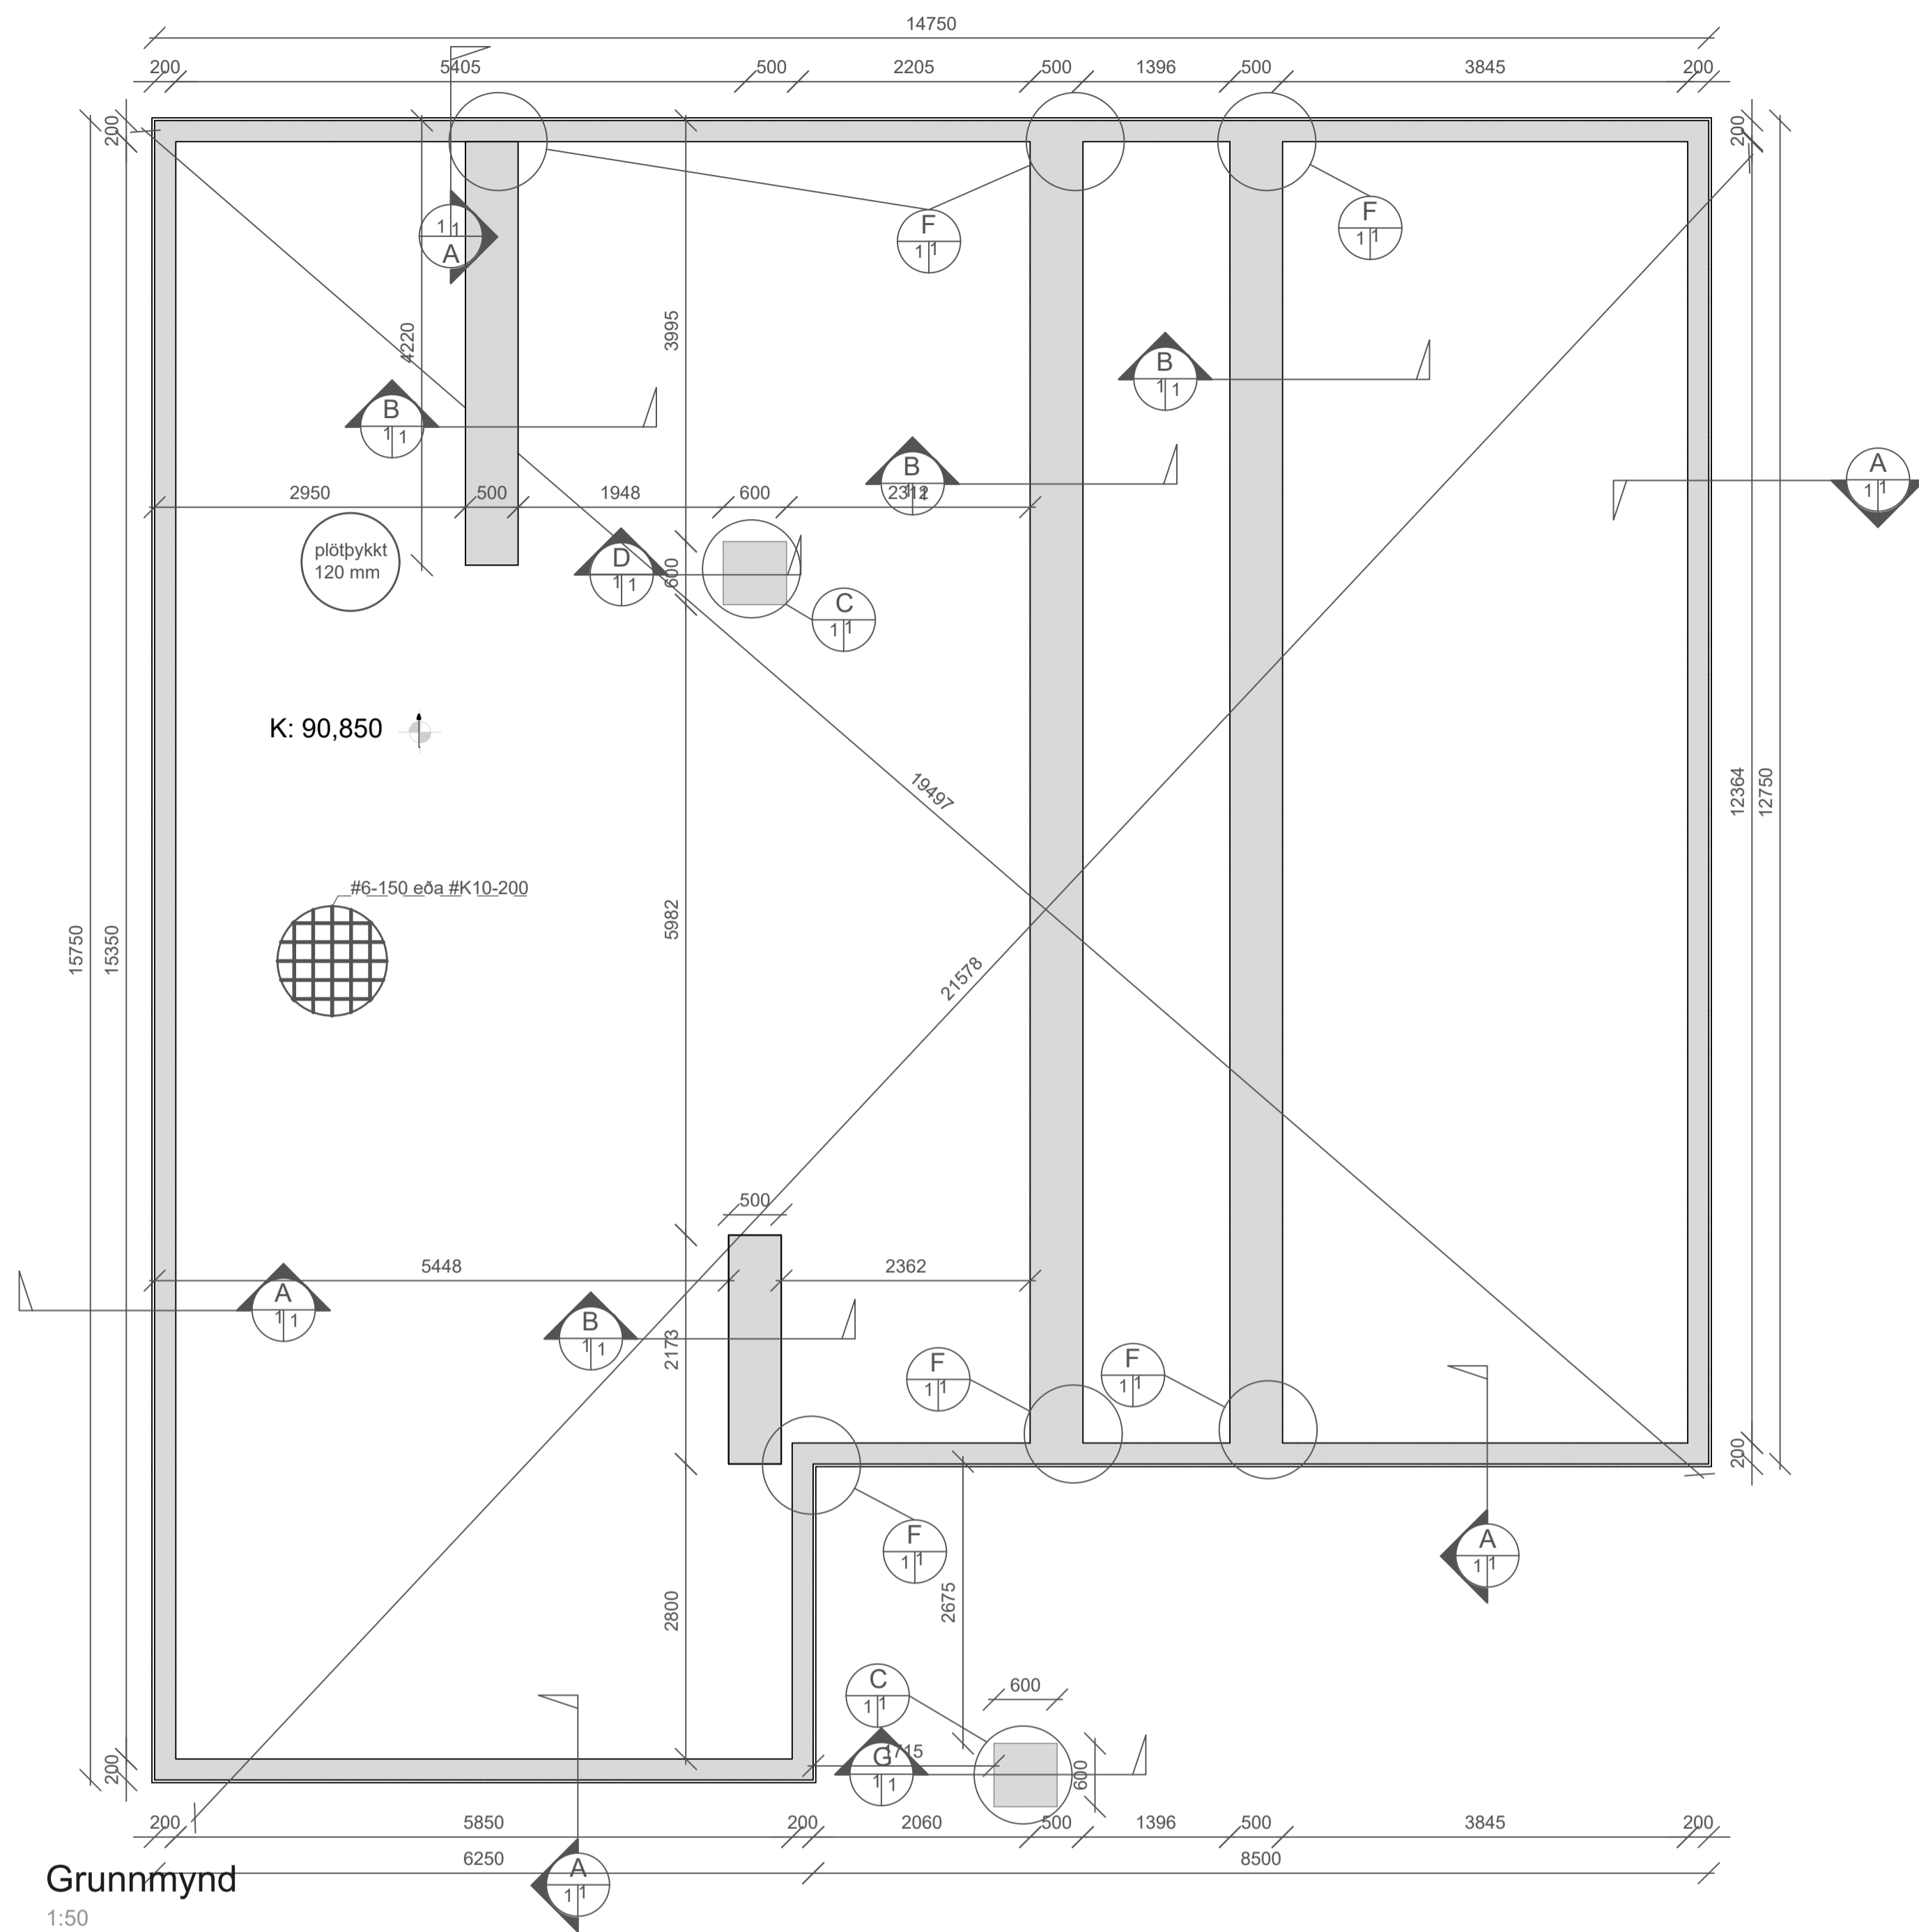 14750
200 5405 500 2205 500 1396 500 3845 200
200
200
1 1
A
F
1 1
F
1 1
4220
3995
B
1 1
B
1 1
B
1 1
A
1 1
2950 500 1948 600 2312
plötþykkt
120 mm
D
1 1
600
C
1 1
K: 90,850
19497
12364
12750
#6-150 eða #K10-200
5982
15750
15350
21578
500
5448
2362
A
1 1
B
1 1
2173
F
1 1
F
1 1
200
F
1 1
A
1 1
2675
2800
C
1 1
600
G
1 1
1715
600
200
200 5850 200 2060 500 1396 500 3845 200
6250 8500
A
1 1
Grunnmynd
1:50